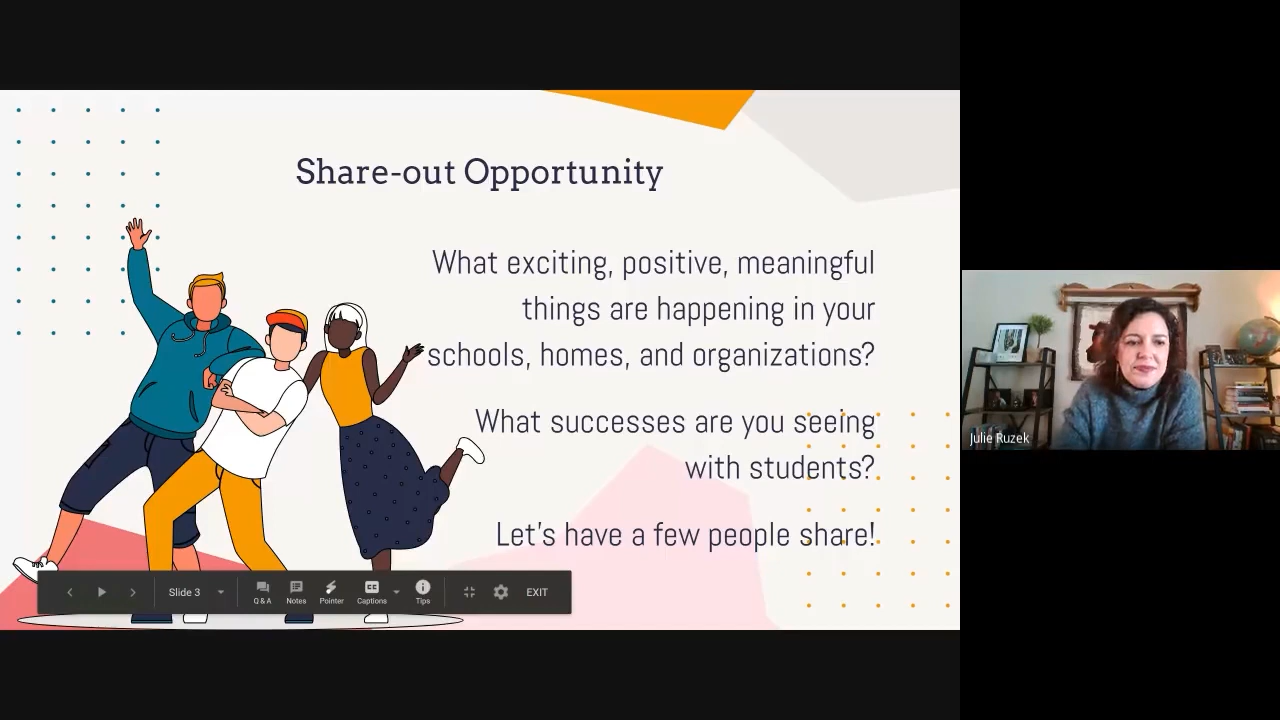 Share-out Opportunity
What exciting, positive, meaningful
things are happening in your
schools, homes, and organizations?
What successes are you seeing
with students?
Let's have a few people share!
Julie Ruzek
Slide 3
Q & A
Notes
Pointer
CC
Captions
Tips
EXIT